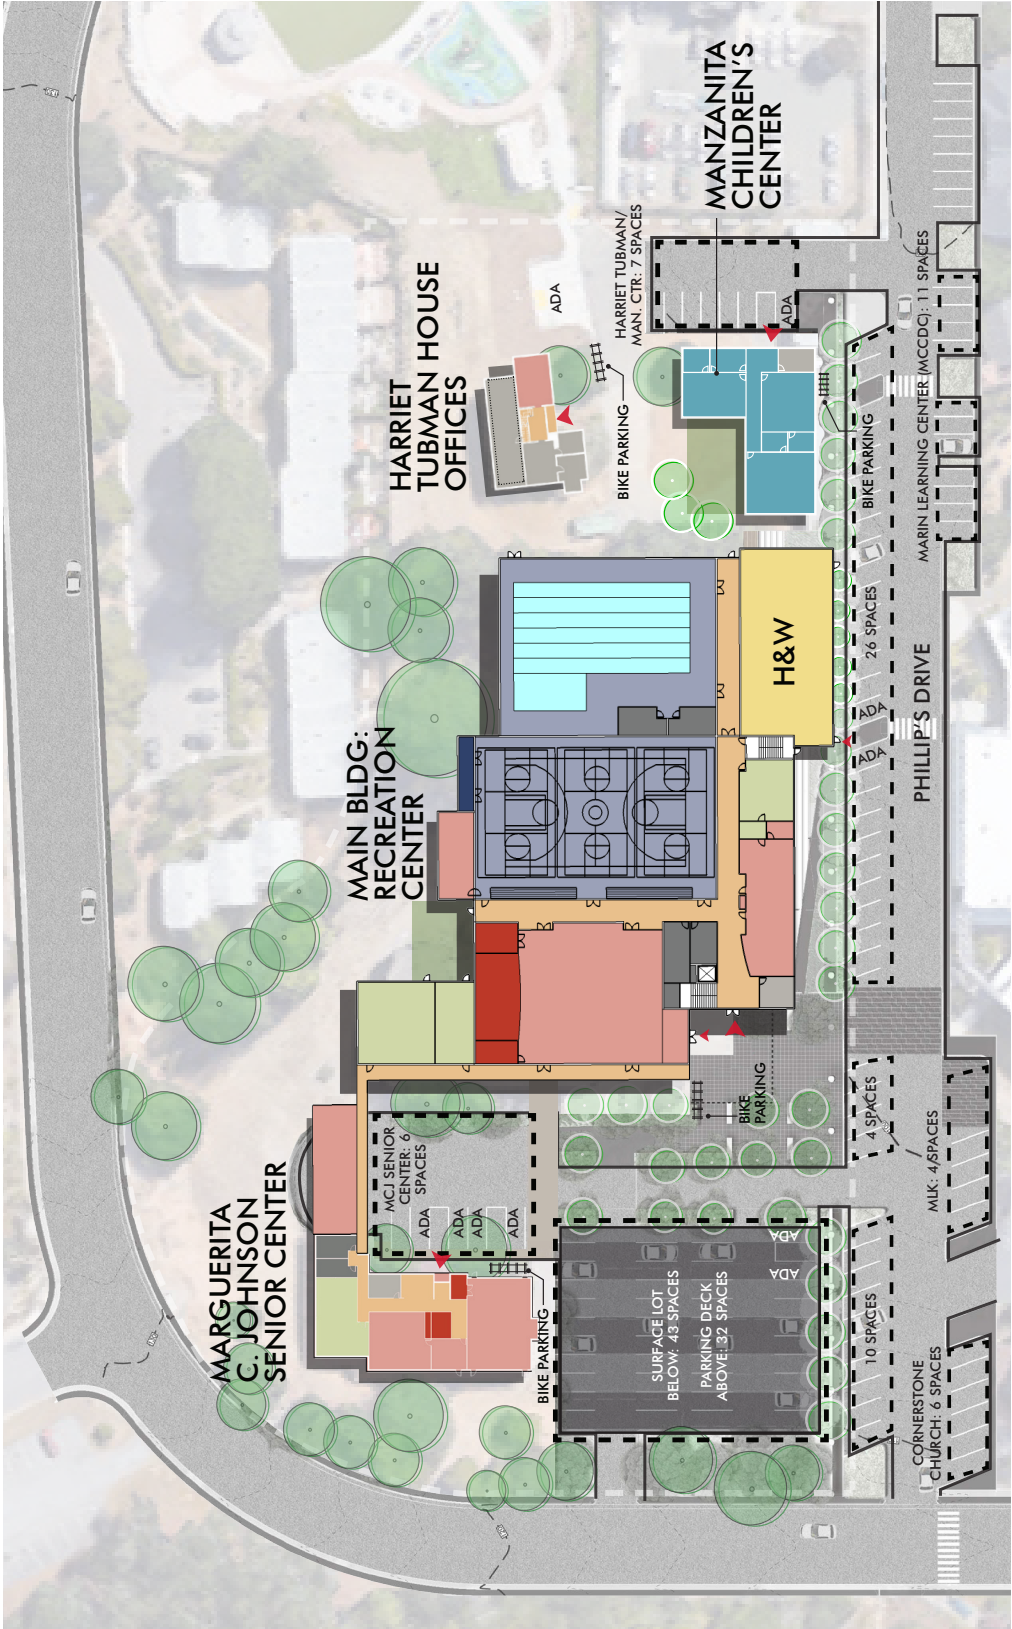 MANZANITA
CHILDREN'S
CENTER
HARRIET
TUBMAN HOUSE
OFFICES
ADA
HARRIET TUBMAN/
MAN. CTR: 7 SPACES
ADA
BIKE PARKING
BIKE PARKING
MARIN LEARNING CENTER (MCCDC): 11 SPACES
26 SPACES
H&W
ADA
ADA
PHILLIP'S DRIVE
MAIN BLDG:
RECREATION
CENTER
BIKE
PARKING
4 SPACES
MLK: 4 SPACES
MCJ SENIOR
CENTER: 6
SPACES
ADA
ADA
ADA
ADA
MARGUERITA
C. JOHNSON
SENIOR CENTER
BIKE PARKING
SURFACE LOT
BELOW: 43 SPACES
PARKING DECK
ABOVE: 32 SPACES
ADA
ADA
10 SPACES
CORNERSTONE
CHURCH: 6 SPACES